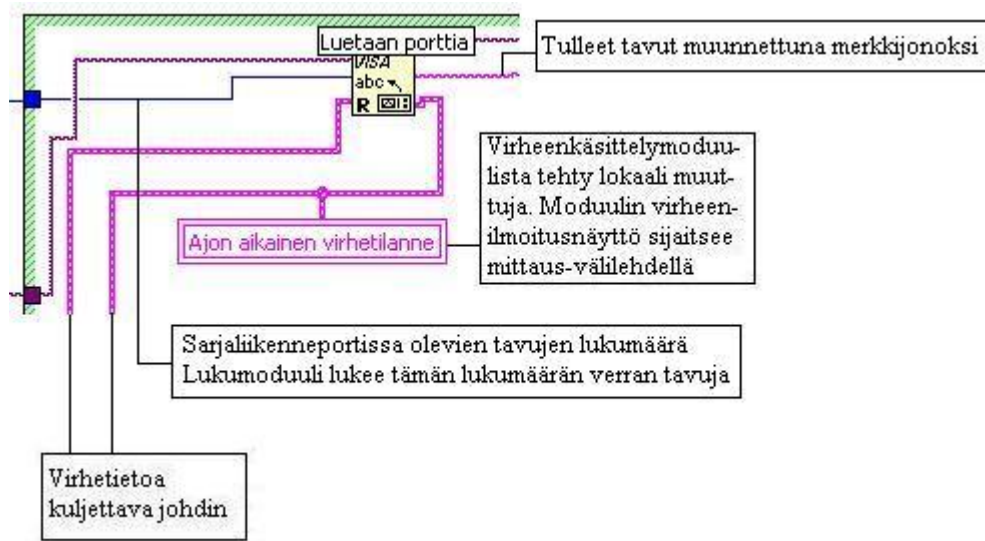 Luetaan porttia
VISA
abc
R
Tulleet tavut muunnettuna merkkijonoksi
Virheenkäsittelymoduu-
lista tehty lokaali muut-
tuja. Moduulin virheen-
ilmoitusnäyttö sijaitsee
mittaus-välilehdellä
Ajon aikainen virhetilanne
Sarjaliikenneportissa olevien tavujen lukumäärä
Lukumoduuli lukee tämän lukumäärän verran tavuja
Virhetietoa
kuljettava johdin